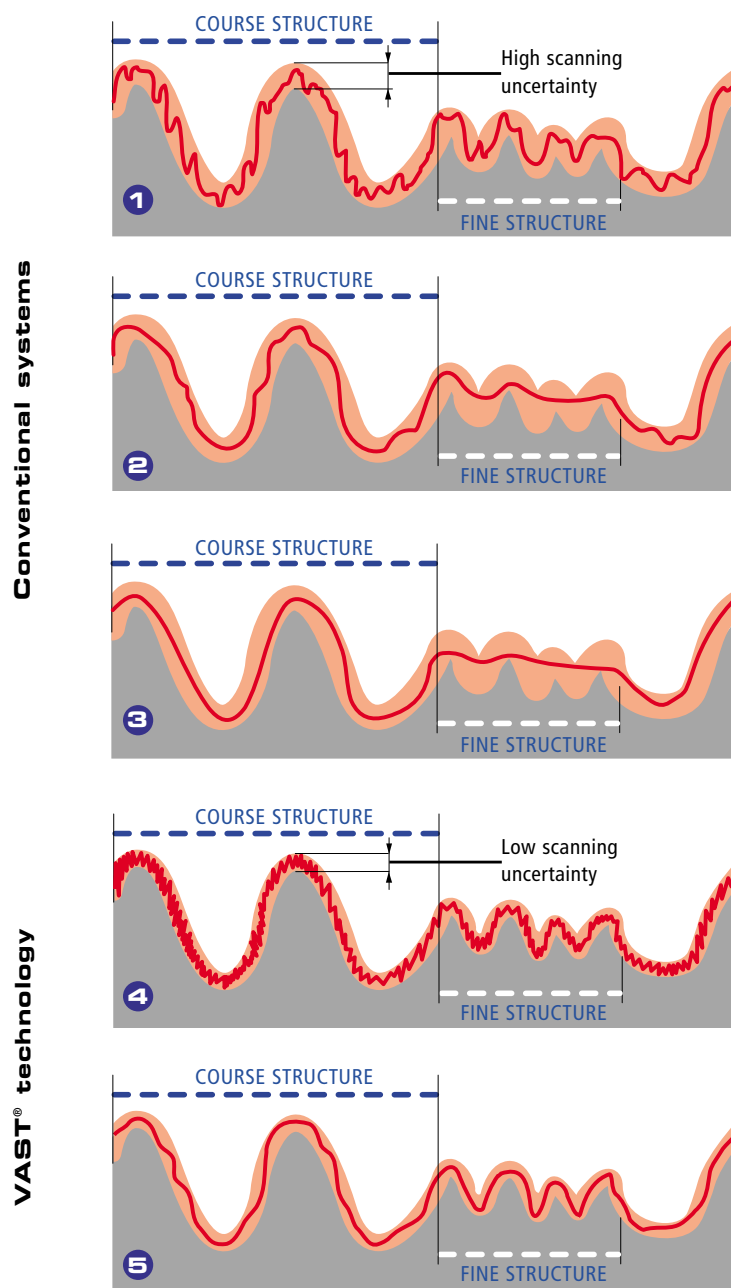 COURSE STRUCTURE
High scanning
uncertainty
1
FINE STRUCTURE
Conventional systems
COURSE STRUCTURE
2
FINE STRUCTURE
COURSE STRUCTURE
3
FINE STRUCTURE
VAST® technology
COURSE STRUCTURE
Low scanning
uncertainty
4
FINE STRUCTURE
COURSE STRUCTURE
5
FINE STRUCTURE